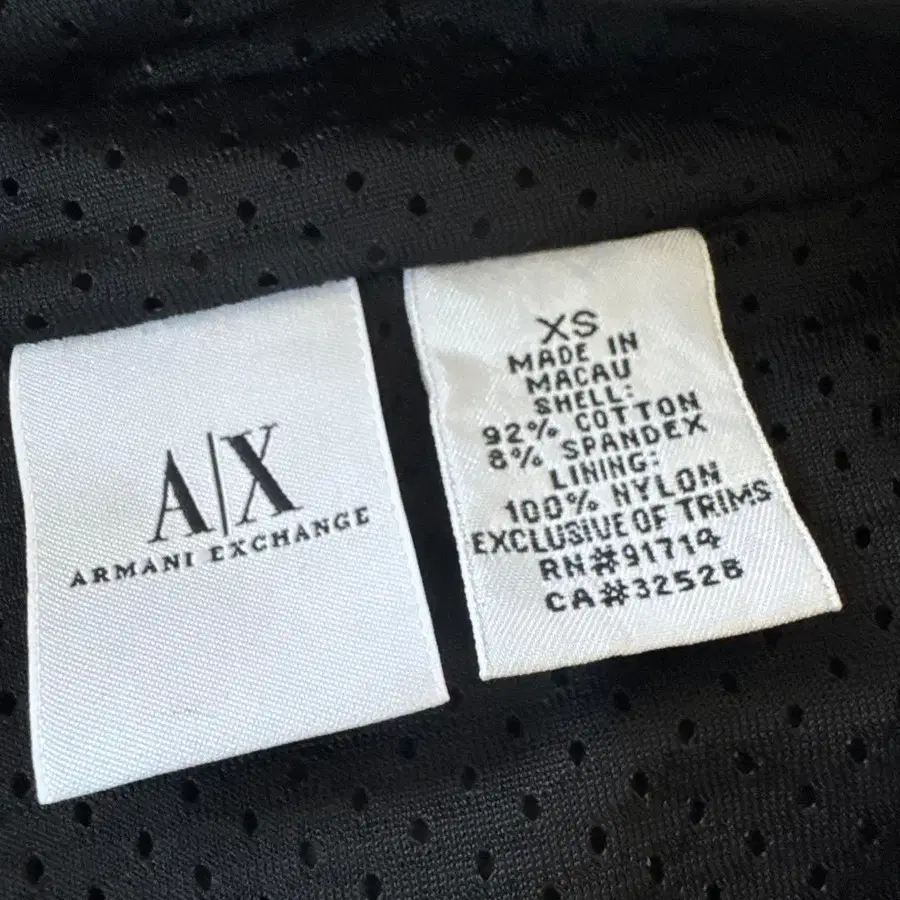 A|X
ARMANI EXCHANGE
XS
MADE IN
MACAU
SHELL:
92% COTTON
8% SPANDEX
LINING:
100% NYLON
EXCLUSIVE OF TRIMS
RN#91714
CA#32528